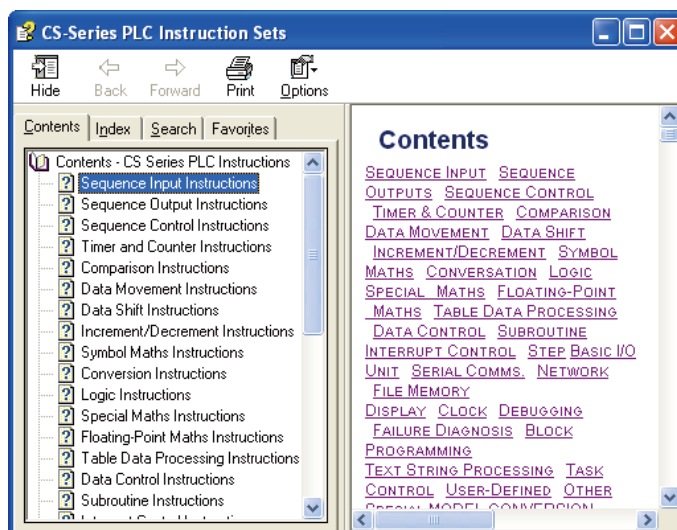 CS-Series PLC Instruction Sets
Hide Back Forward Print Options
Contents Index Search Favorites
Contents - CS Series PLC Instructions
Sequence Input Instructions
Sequence Output Instructions
Sequence Control Instructions
Timer and Counter Instructions
Comparison Instructions
Data Movement Instructions
Data Shift Instructions
Increment/Decrement Instructions
Symbol Maths Instructions
Conversion Instructions
Logic Instructions
Special Maths Instructions
Floating-Point Maths Instructions
Table Data Processing Instructions
Data Control Instructions
Subroutine Instructions
Interrupt Control Instructions
Contents
SEQUENCE INPUT SEQUENCE
OUTPUTS SEQUENCE CONTROL
TIMER & COUNTER COMPARISON
DATA MOVEMENT DATA SHIFT
INCREMENT/DECREMENT SYMBOL
MATHS CONVERSATION LOGIC
SPECIAL MATHS FLOATING-POINT
MATHS TABLE DATA PROCESSING
DATA CONTROL SUBROUTINE
INTERRUPT CONTROL STEP BASIC I/O
UNIT SERIAL COMMS. NETWORK
FILE MEMORY
DISPLAY CLOCK DEBUGGING
FAILURE DIAGNOSIS BLOCK
PROGRAMMING
TEXT STRING PROCESSING TASK
CONTROL USER-DEFINED OTHER
SPECIAL MODEL CONVERSION